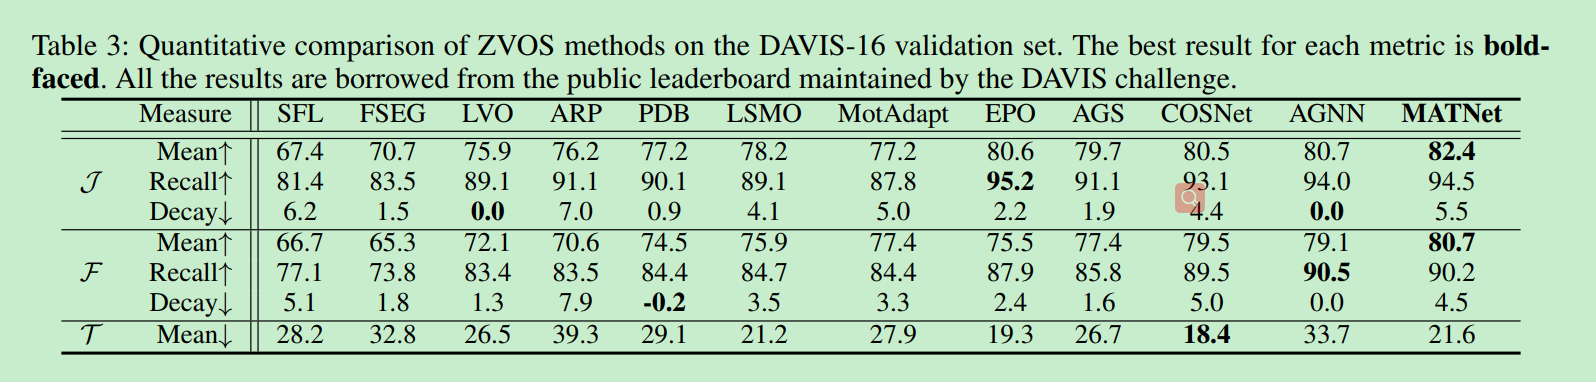 Table 3: Quantitative comparison of ZVOS methods on the DAVIS-16 validation set. The best result for each metric is bold-
faced. All the results are borrowed from the public leaderboard maintained by the DAVIS challenge.
Measure SFL FSEG LVO ARP PDB LSMO MotAdapt EPO AGS COSNet AGNN MATNet
Mean↑ 67.4 70.7 75.9 76.2 77.2 78.2 77.2 80.6 79.7 80.5 80.7 82.4
J Recall↑ 81.4 83.5 89.1 91.1 90.1 89.1 87.8 95.2 91.1 93.1 94.0 94.5
Decay↓ 6.2 1.5 0.0 7.0 0.9 4.1 5.0 2.2 1.9 4.4 0.0 5.5
Mean↑ 66.7 65.3 72.1 70.6 74.5 75.9 77.4 75.5 77.4 79.5 79.1 80.7
F Recall↑ 77.1 73.8 83.4 83.5 84.4 84.7 84.4 87.9 85.8 89.5 90.5 90.2
Decay↓ 5.1 1.8 1.3 7.9 -0.2 3.5 3.3 2.4 1.6 5.0 0.0 4.5
T Mean↓ 28.2 32.8 26.5 39.3 29.1 21.2 27.9 19.3 26.7 18.4 33.7 21.6